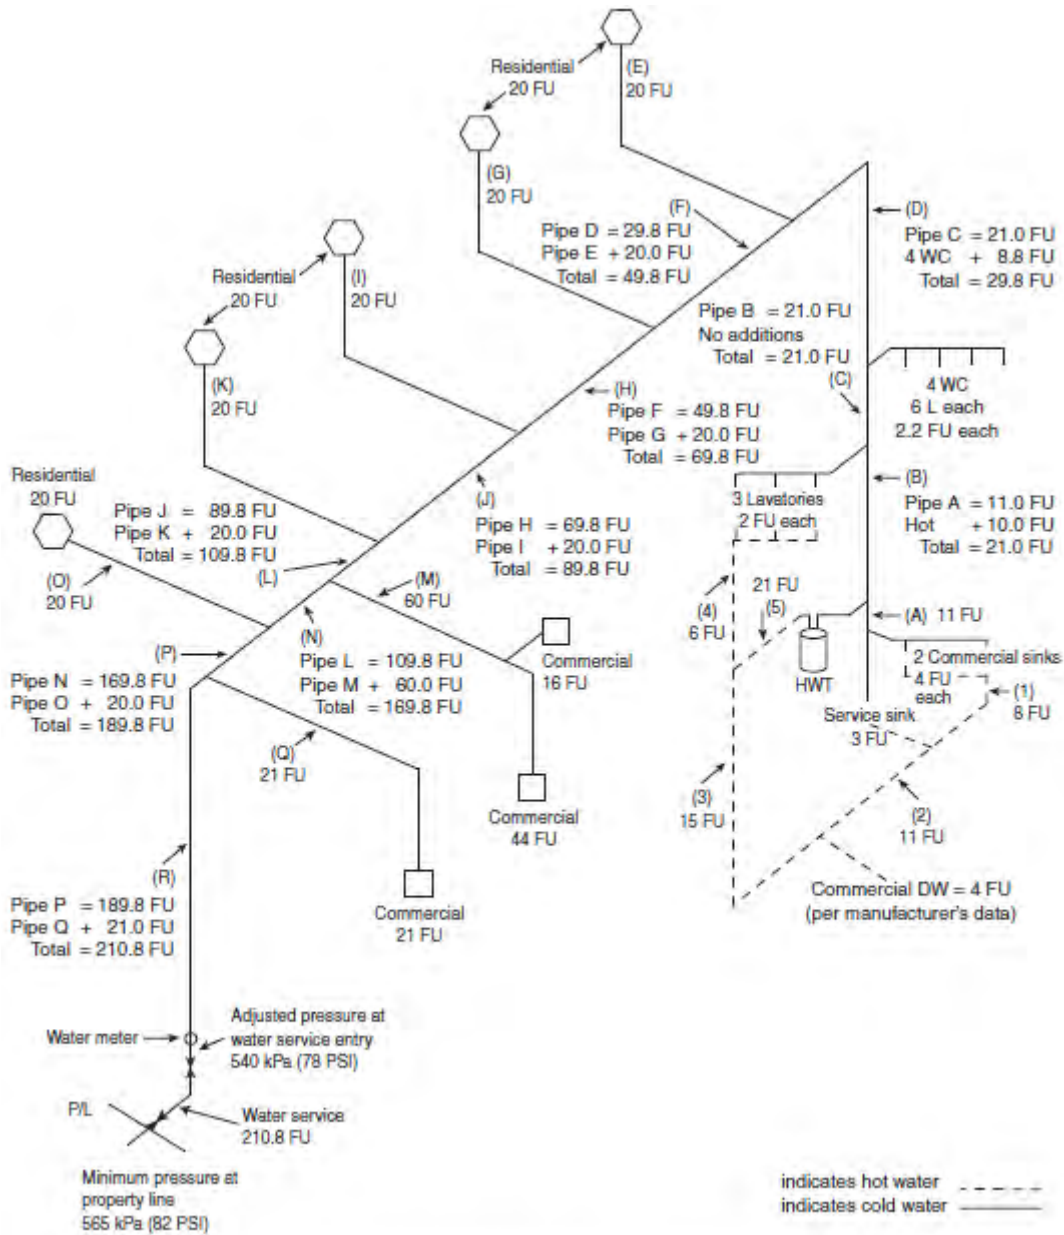 Residential
20 FU
(E)
20 FU
(G)
20 FU
(F)
Pipe D = 29.8 FU
Pipe E + 20.0 FU
Total = 49.8 FU
(D)
Pipe C = 21.0 FU
4 WC + 8.8 FU
Total = 29.8 FU
Residential
20 FU
(I)
20 FU
Pipe B = 21.0 FU
No additions
Total = 21.0 FU
(C)
4 WC
6 L each
2.2 FU each
(K)
20 FU
(H)
Pipe F = 49.8 FU
Pipe G + 20.0 FU
Total = 69.8 FU
Residential
20 FU
Pipe J = 89.8 FU
Pipe K + 20.0 FU
Total = 109.8 FU
(J)
Pipe H = 69.8 FU
Pipe I + 20.0 FU
Total = 89.8 FU
3 Lavatories
2 FU each
(B)
Pipe A = 11.0 FU
Hot + 10.0 FU
Total = 21.0 FU
(O)
20 FU
(L)
(M)
60 FU
21 FU
(5)
(4)
6 FU
(A) 11 FU
(P)
(N)
Pipe L = 109.8 FU
Pipe M + 60.0 FU
Total = 169.8 FU
Commercial
16 FU
HWT
2 Commercial sinks
4 FU
each
(1)
8 FU
Pipe N = 169.8 FU
Pipe O + 20.0 FU
Total = 189.8 FU
Service sink
3 FU
(Q)
21 FU
(3)
15 FU
(2)
11 FU
Commercial
44 FU
(R)
Pipe P = 189.8 FU
Pipe Q + 21.0 FU
Total = 210.8 FU
Commercial
21 FU
Commercial DW = 4 FU
(per manufacturer's data)
Water meter
Adjusted pressure at
water service entry
540 kPa (78 PSI)
P/L
Water service
210.8 FU
Minimum pressure at
property line
565 kPa (82 PSI)
indicates hot water
indicates cold water